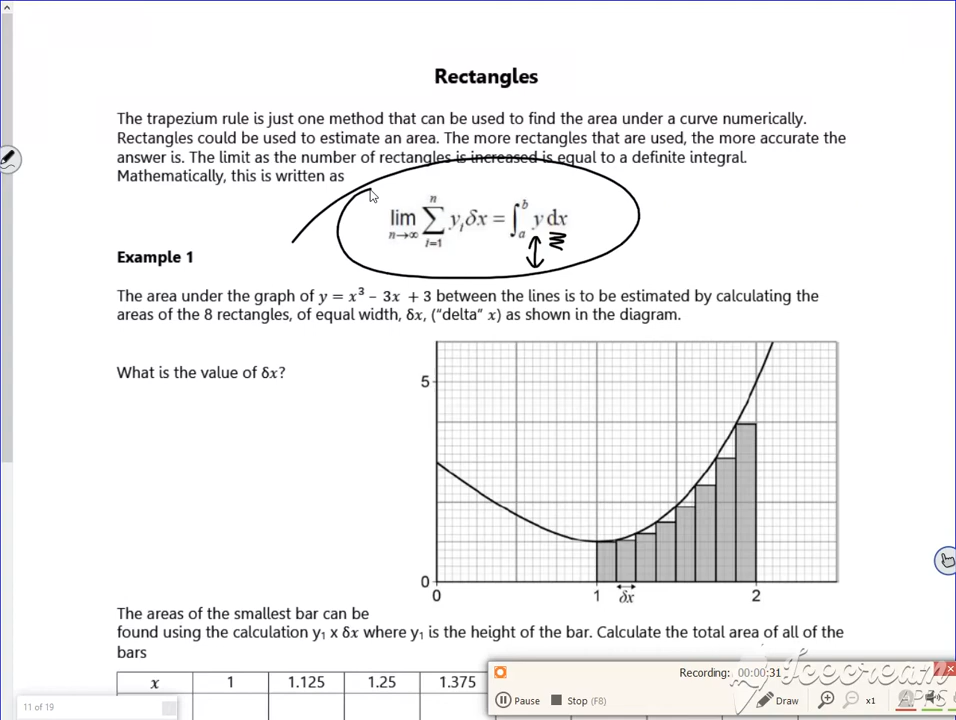 Rectangles
The trapezium rule is just one method that can be used to find the area under a curve numerically.
Rectangles could be used to estimate an area. The more rectangles that are used, the more accurate the
answer is. The limit as the number of rectangles is increased is equal to a definite integral.
Mathematically, this is written as
lim n→∞ ∑ i=1 n yᵢ δx = ∫ a b y dx
Example 1
The area under the graph of y = x³ – 3x + 3 between the lines is to be estimated by calculating the
areas of the 8 rectangles, of equal width, δx, (“delta” x) as shown in the diagram.
What is the value of δx?
5
0
0 1 δx 2
The areas of the smallest bar can be
found using the calculation y₁ x δx where y₁ is the height of the bar. Calculate the total area of all of the
bars
x 1 1.125 1.25 1.375
Recording: 00:00:31
Pause Stop (F8) Draw x1
Icecream
APPS
11 of 19